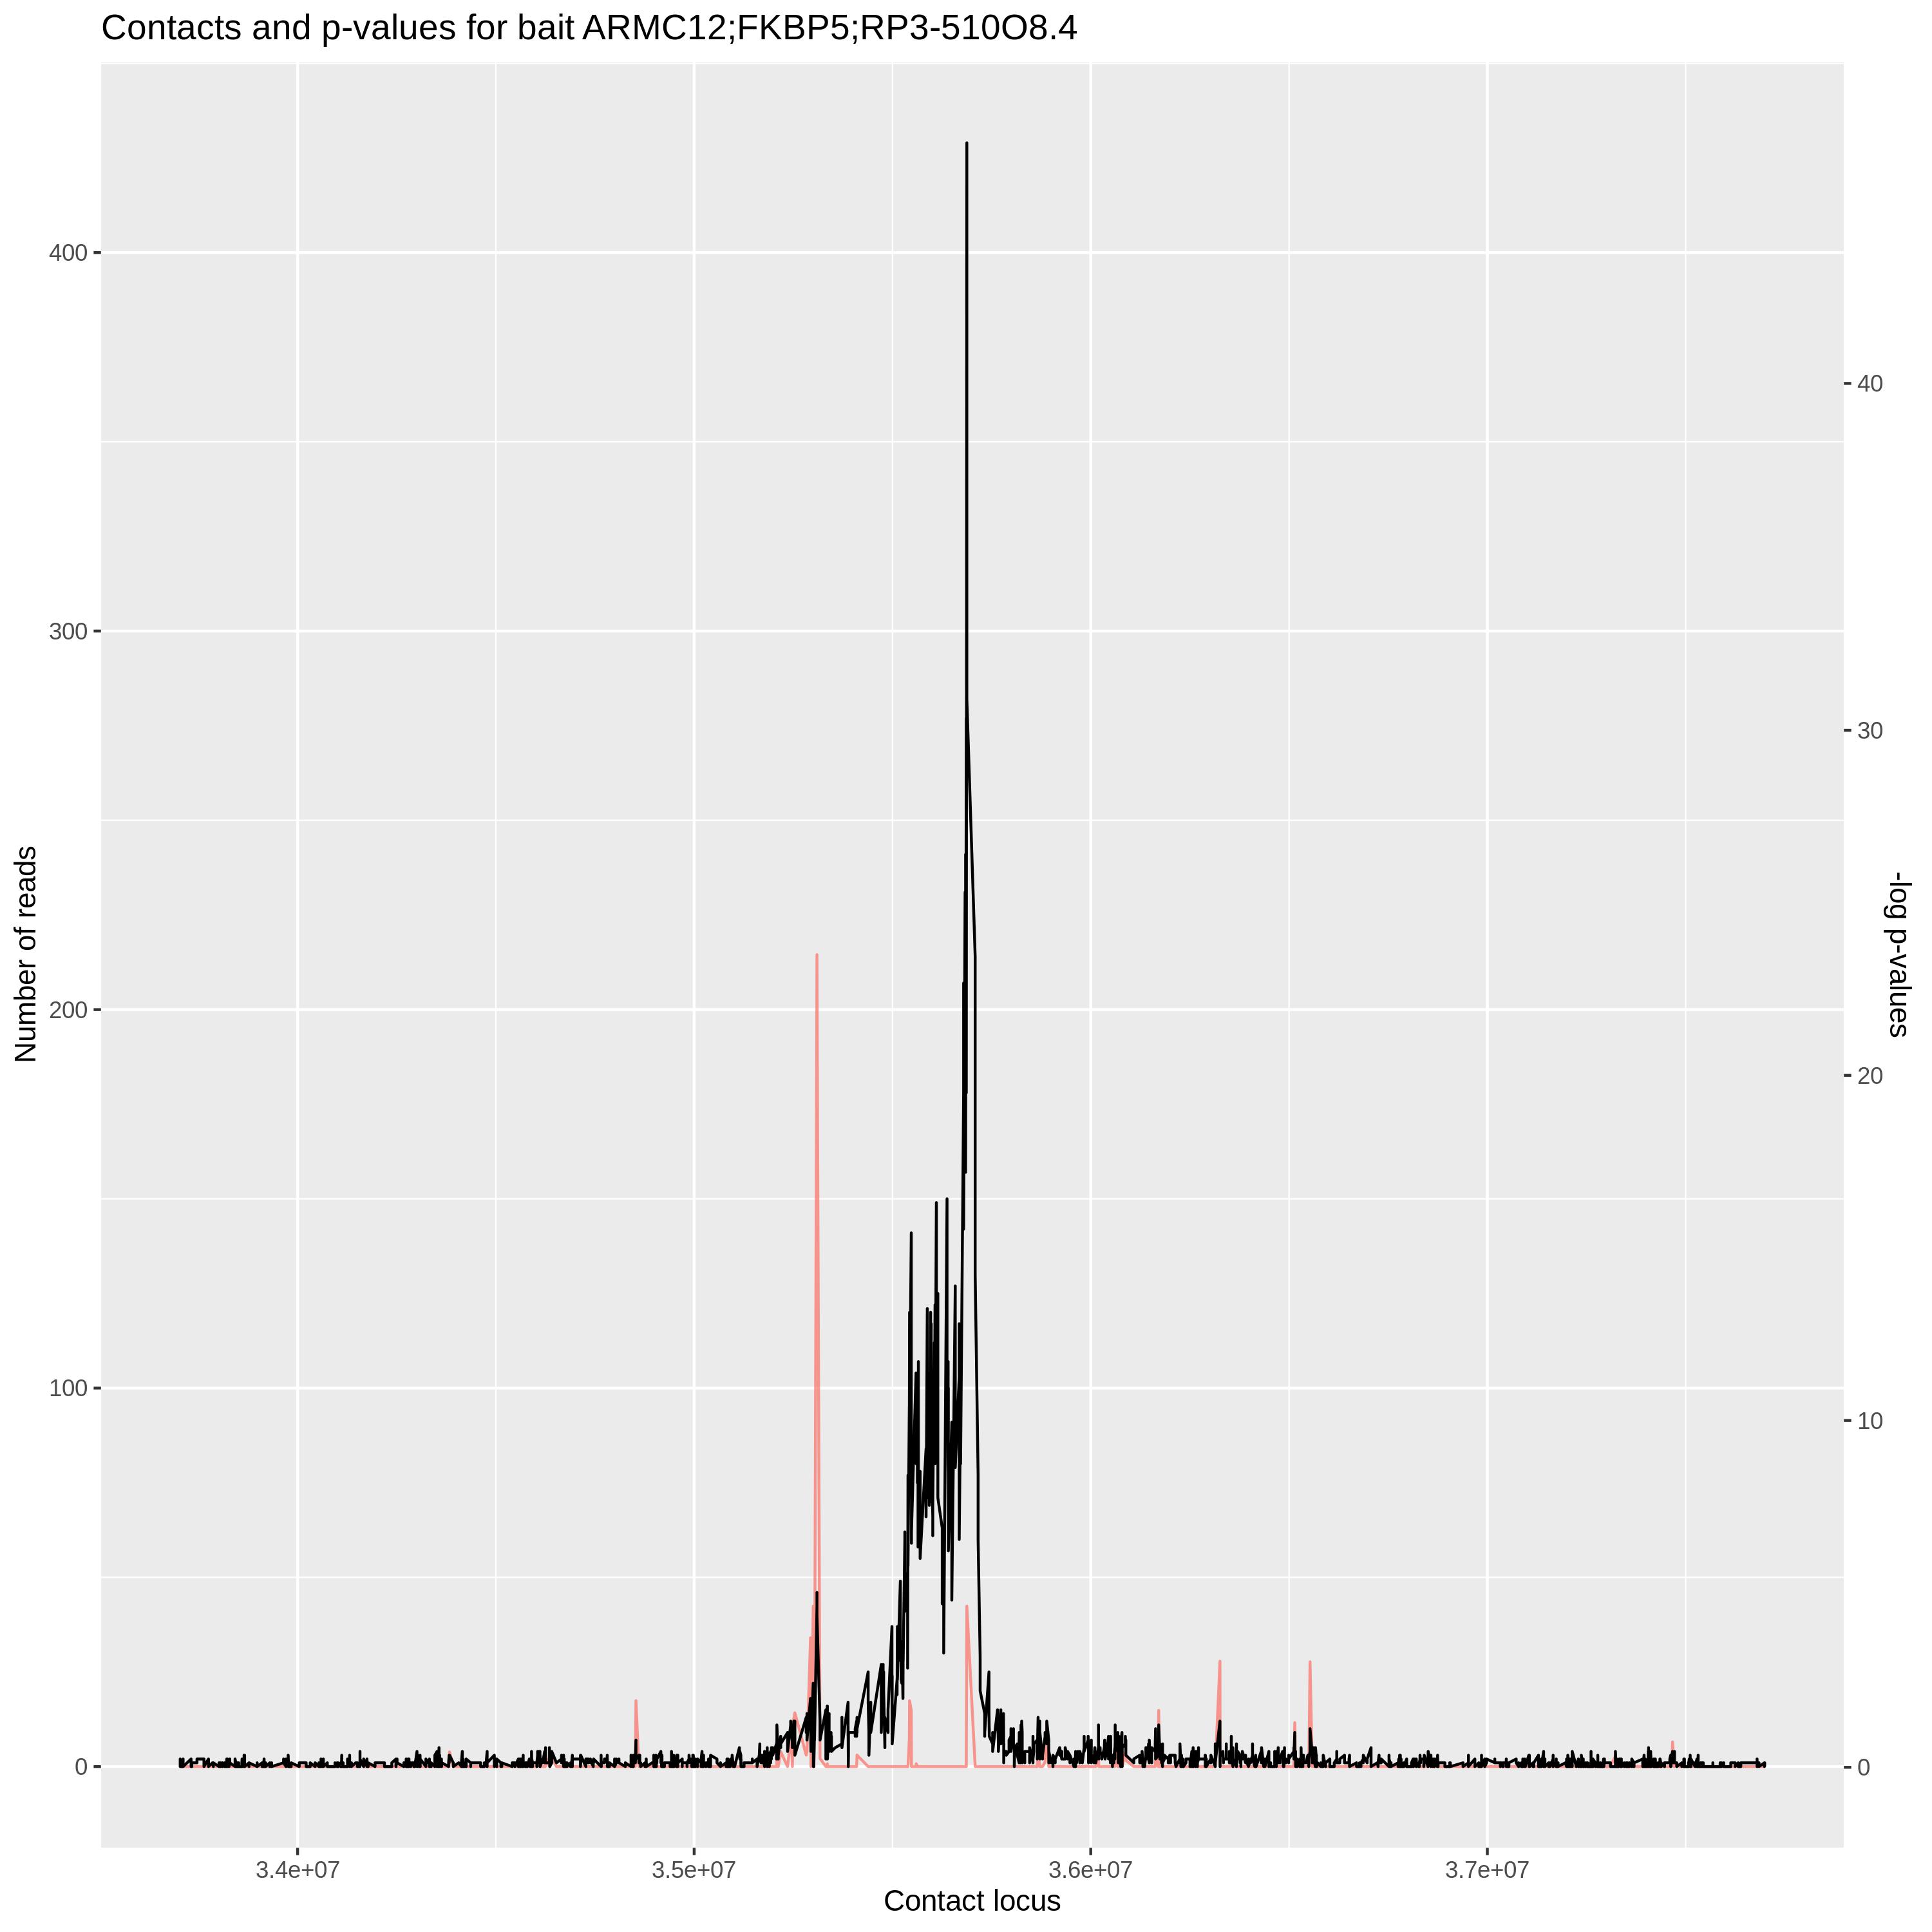 Contacts and p-values for bait ARMC12;FKBP5;RP3-510O8.4
400
300
200
100
0
40
30
20
10
0
Number of reads
-log p-values
3.4e+07 3.5e+07 3.6e+07 3.7e+07
Contact locus